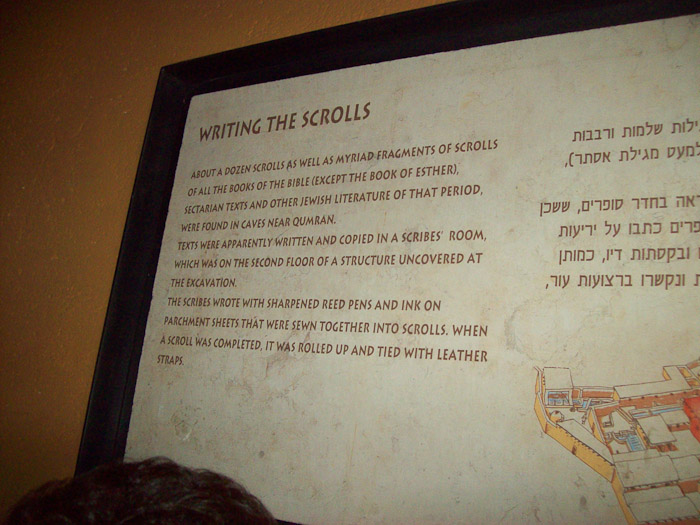 WRITING THE SCROLLS
ABOUT A DOZEN SCROLLS AS WELL AS MYRIAD FRAGMENTS OF SCROLLS
OF ALL THE BOOKS OF THE BIBLE (EXCEPT THE BOOK OF ESTHER),
SECTARIAN TEXTS AND OTHER JEWISH LITERATURE OF THAT PERIOD,
WERE FOUND IN CAVES NEAR QUMRAN.
TEXTS WERE APPARENTLY WRITTEN AND COPIED IN A SCRIBES' ROOM,
WHICH WAS ON THE SECOND FLOOR OF A STRUCTURE UNCOVERED AT
THE EXCAVATION.
THE SCRIBES WROTE WITH SHARPENED REED PENS AND INK ON
PARCHMENT SHEETS THAT WERE SEWN TOGETHER INTO SCROLLS. WHEN
A SCROLL WAS COMPLETED, IT WAS ROLLED UP AND TIED WITH LEATHER
STRAPS.
שלמות ורבבות
מגילת אסתר),
בחדר סופרים, ששכן
כתבו על יריעות
ובקסתות דיו, כמותן
ונקשרו ברצועות עור,